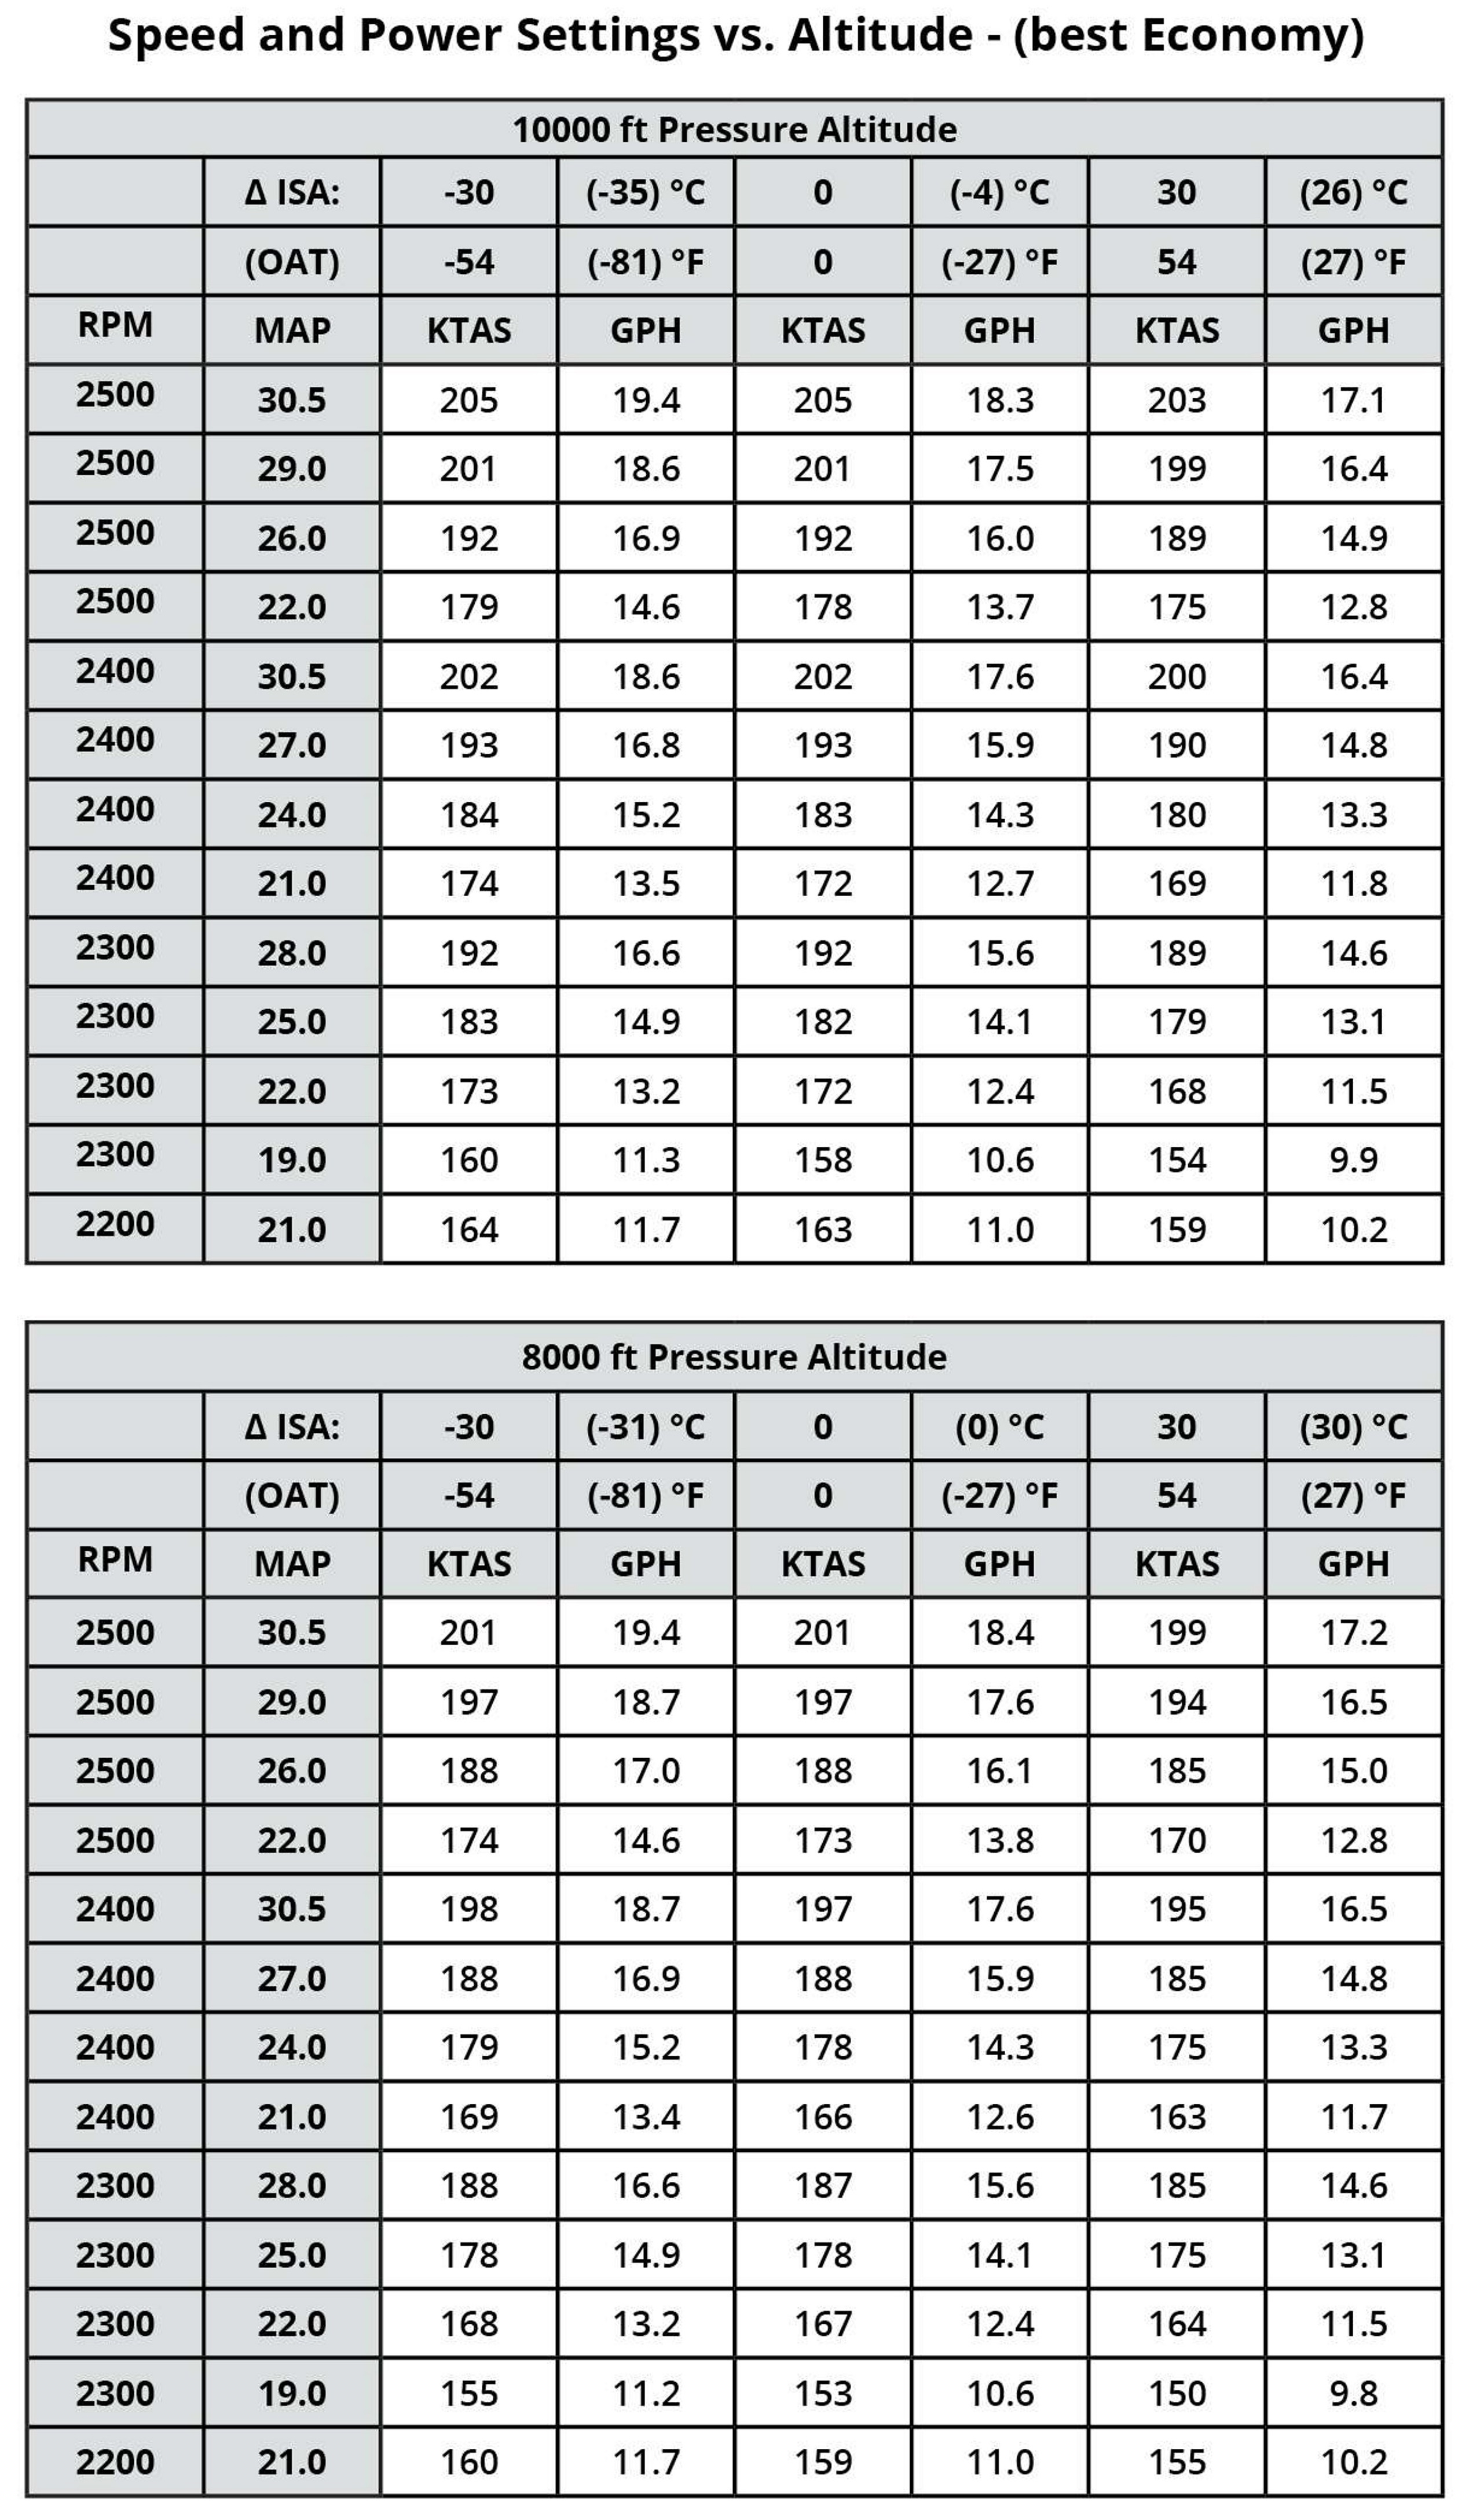 Speed and Power Settings vs. Altitude - (best Economy)
10000 ft Pressure Altitude
Δ ISA: -30 (-35) °C 0 (-4) °C 30 (26) °C
(OAT) -54 (-81) °F 0 (-27) °F 54 (27) °F
RPM MAP KTAS GPH KTAS GPH KTAS GPH
2500 30.5 205 19.4 205 18.3 203 17.1
2500 29.0 201 18.6 201 17.5 199 16.4
2500 26.0 192 16.9 192 16.0 189 14.9
2500 22.0 179 14.6 178 13.7 175 12.8
2400 30.5 202 18.6 202 17.6 200 16.4
2400 27.0 193 16.8 193 15.9 190 14.8
2400 24.0 184 15.2 183 14.3 180 13.3
2400 21.0 174 13.5 172 12.7 169 11.8
2300 28.0 192 16.6 192 15.6 189 14.6
2300 25.0 183 14.9 182 14.1 179 13.1
2300 22.0 173 13.2 172 12.4 168 11.5
2300 19.0 160 11.3 158 10.6 154 9.9
2200 21.0 164 11.7 163 11.0 159 10.2
8000 ft Pressure Altitude
Δ ISA: -30 (-31) °C 0 (0) °C 30 (30) °C
(OAT) -54 (-81) °F 0 (-27) °F 54 (27) °F
RPM MAP KTAS GPH KTAS GPH KTAS GPH
2500 30.5 201 19.4 201 18.4 199 17.2
2500 29.0 197 18.7 197 17.6 194 16.5
2500 26.0 188 17.0 188 16.1 185 15.0
2500 22.0 174 14.6 173 13.8 170 12.8
2400 30.5 198 18.7 197 17.6 195 16.5
2400 27.0 188 16.9 188 15.9 185 14.8
2400 24.0 179 15.2 178 14.3 175 13.3
2400 21.0 169 13.4 166 12.6 163 11.7
2300 28.0 188 16.6 187 15.6 185 14.6
2300 25.0 178 14.9 178 14.1 175 13.1
2300 22.0 168 13.2 167 12.4 164 11.5
2300 19.0 155 11.2 153 10.6 150 9.8
2200 21.0 160 11.7 159 11.0 155 10.2